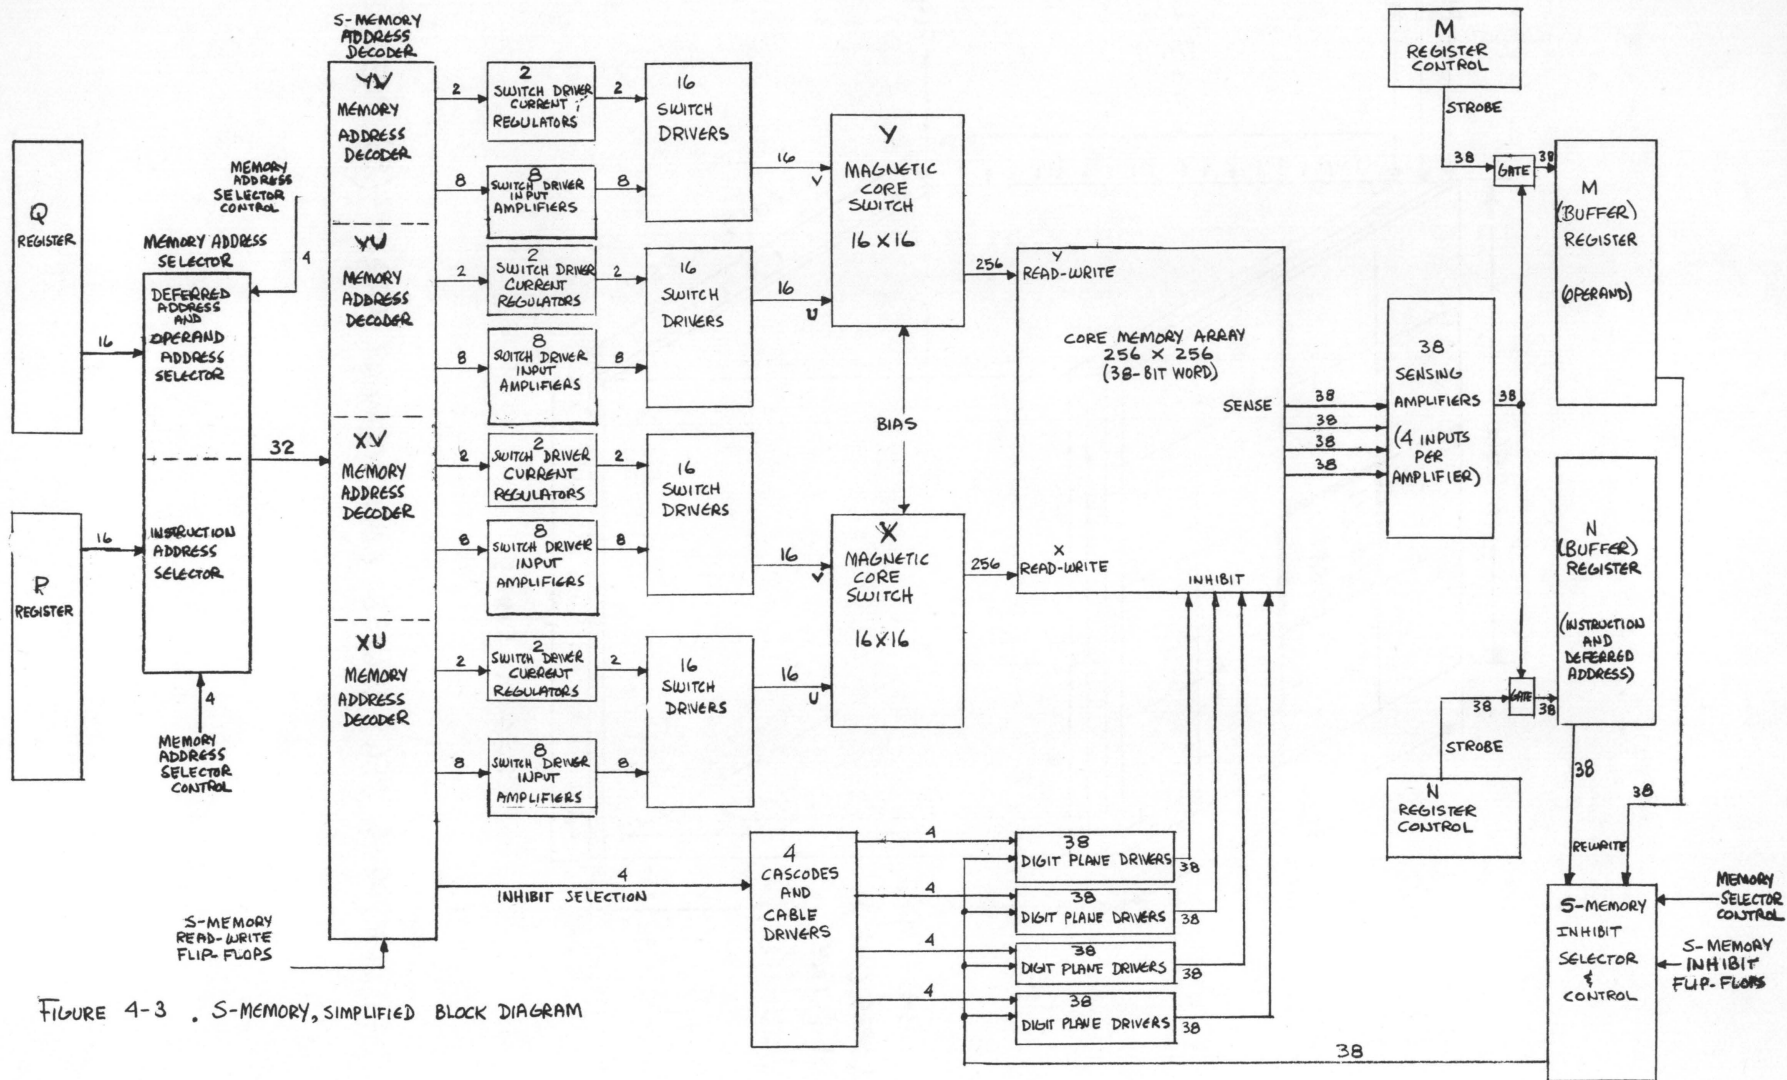 S-MEMORY
ADDRESS
DECODER
Q
REGISTER
16
P
REGISTER
16
MEMORY ADDRESS
SELECTOR
DEFERRED
ADDRESS
AND
OPERAND
ADDRESS
SELECTOR
INSTRUCTION
ADDRESS
SELECTOR
MEMORY
ADDRESS
SELECTOR
CONTROL
4
4
MEMORY
ADDRESS
SELECTOR
CONTROL
32
YV
MEMORY
ADDRESS
DECODER
YU
MEMORY
ADDRESS
DECODER
XV
MEMORY
ADDRESS
DECODER
XU
MEMORY
ADDRESS
DECODER
S-MEMORY
READ-WRITE
FLIP-FLOPS
2
2
SWITCH DRIVER
CURRENT
REGULATORS
2
8
8
SWITCH DRIVER
INPUT
AMPLIFIERS
8
16
SWITCH
DRIVERS
16
V
2
2
SWITCH DRIVER
CURRENT
REGULATORS
2
8
8
SWITCH DRIVER
INPUT
AMPLIFIERS
8
16
SWITCH
DRIVERS
16
U
2
2
SWITCH DRIVER
CURRENT
REGULATORS
2
8
8
SWITCH DRIVER
INPUT
AMPLIFIERS
8
16
SWITCH
DRIVERS
16
V
2
2
SWITCH DRIVER
CURRENT
REGULATORS
2
8
8
SWITCH DRIVER
INPUT
AMPLIFIERS
8
16
SWITCH
DRIVERS
16
U
Y
MAGNETIC
CORE
SWITCH
16 X 16
256
BIAS
X
MAGNETIC
CORE
SWITCH
16 X 16
256
Y
READ-WRITE
CORE MEMORY ARRAY
256 X 256
(38-BIT WORD)
SENSE
X
READ-WRITE
INHIBIT
38
38
38
38
38
SENSING
AMPLIFIERS
(4 INPUTS
PER
AMPLIFIER)
38
M
REGISTER
CONTROL
STROBE
38
GATE
38
M
(BUFFER)
REGISTER
(OPERAND)
N
(BUFFER)
REGISTER
(INSTRUCTION
AND
DEFERRED
ADDRESS)
38
GATE
38
STROBE
N
REGISTER
CONTROL
38
38
REWRITE
S-MEMORY
INHIBIT
SELECTOR
&
CONTROL
MEMORY
SELECTOR
CONTROL
S-MEMORY
INHIBIT
FLIP-FLOPS
4
INHIBIT SELECTION
4
CASCODES
AND
CABLE
DRIVERS
4
38
DIGIT PLANE DRIVERS
38
4
38
DIGIT PLANE DRIVERS
38
4
38
DIGIT PLANE DRIVERS
38
4
38
DIGIT PLANE DRIVERS
38
38
FIGURE 4-3 . S-MEMORY, SIMPLIFIED BLOCK DIAGRAM